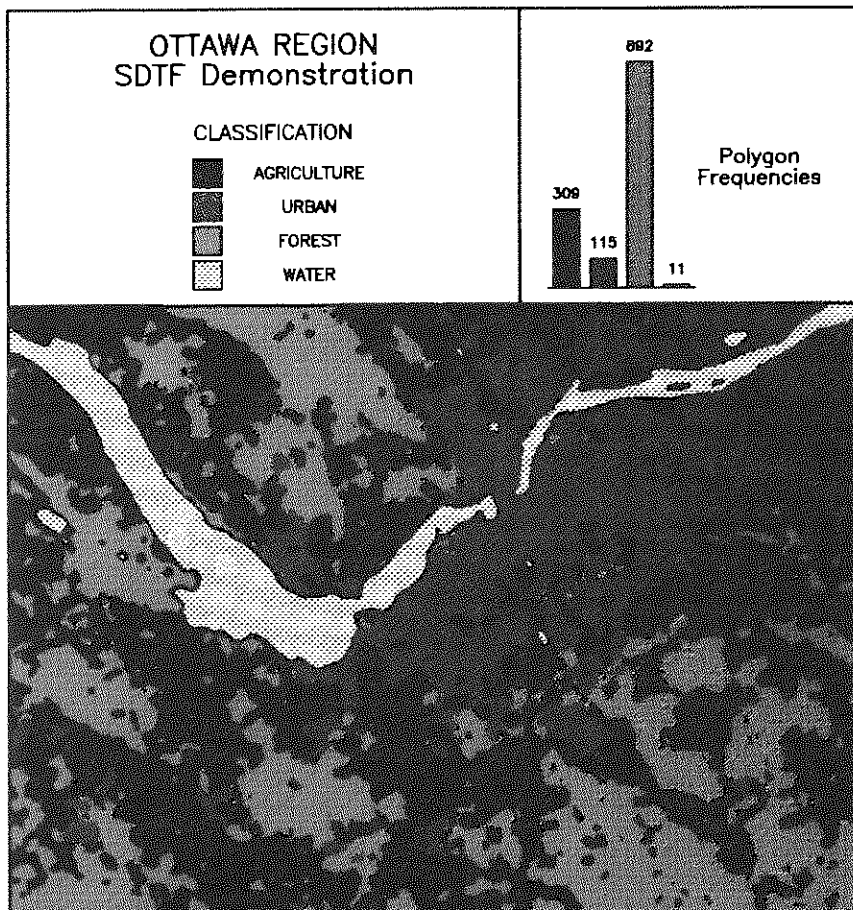 OTTAWA REGION
SDTF Demonstration
CLASSIFICATION
AGRICULTURE
URBAN
FOREST
WATER
892
309
115
11
Polygon
Frequencies